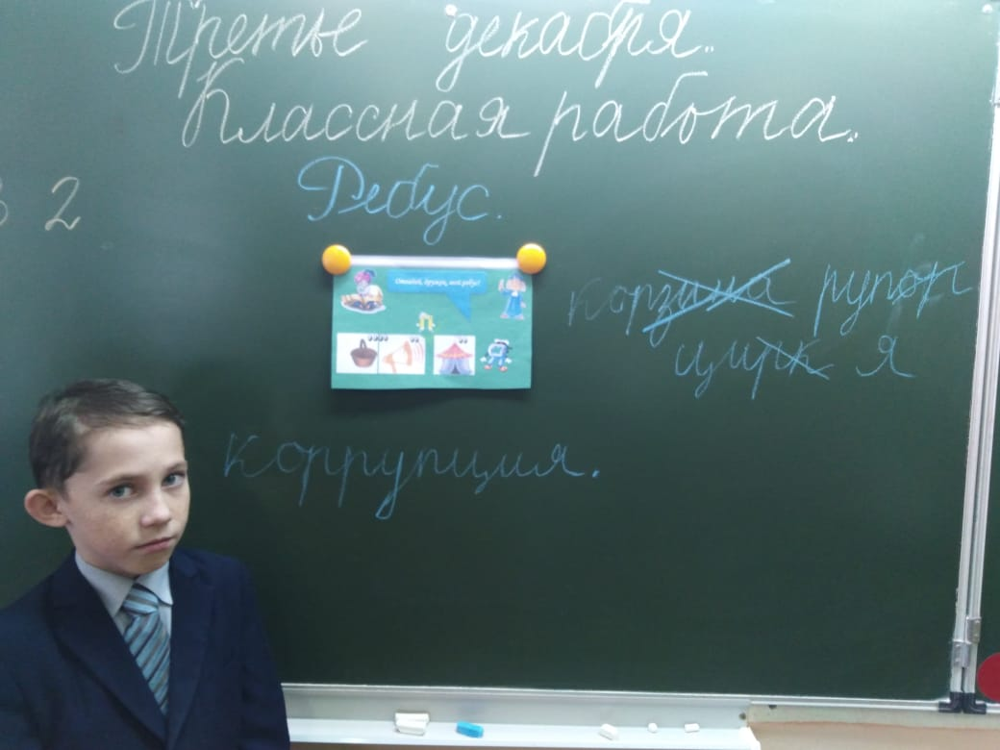 Третье декабря.
Классная работа.
2
Ребус.
Отгадай, дружок, мой ребус!
корзина рупор
цирк я
коррупция.